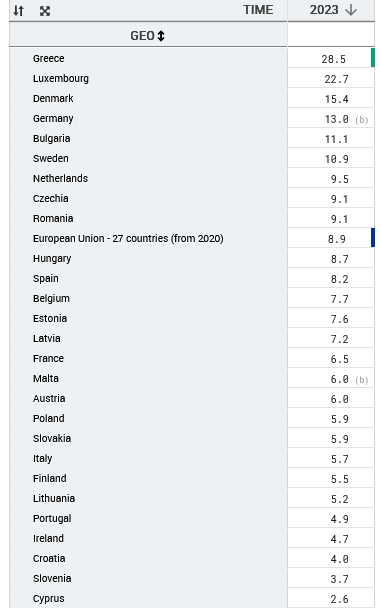 TIME 2023
GEO
Greece 28.5
Luxembourg 22.7
Denmark 15.4
Germany 13.0 (b)
Bulgaria 11.1
Sweden 10.9
Netherlands 9.5
Czechia 9.1
Romania 9.1
European Union - 27 countries (from 2020) 8.9
Hungary 8.7
Spain 8.2
Belgium 7.7
Estonia 7.6
Latvia 7.2
France 6.5
Malta 6.0 (b)
Austria 6.0
Poland 5.9
Slovakia 5.9
Italy 5.7
Finland 5.5
Lithuania 5.2
Portugal 4.9
Ireland 4.7
Croatia 4.0
Slovenia 3.7
Cyprus 2.6